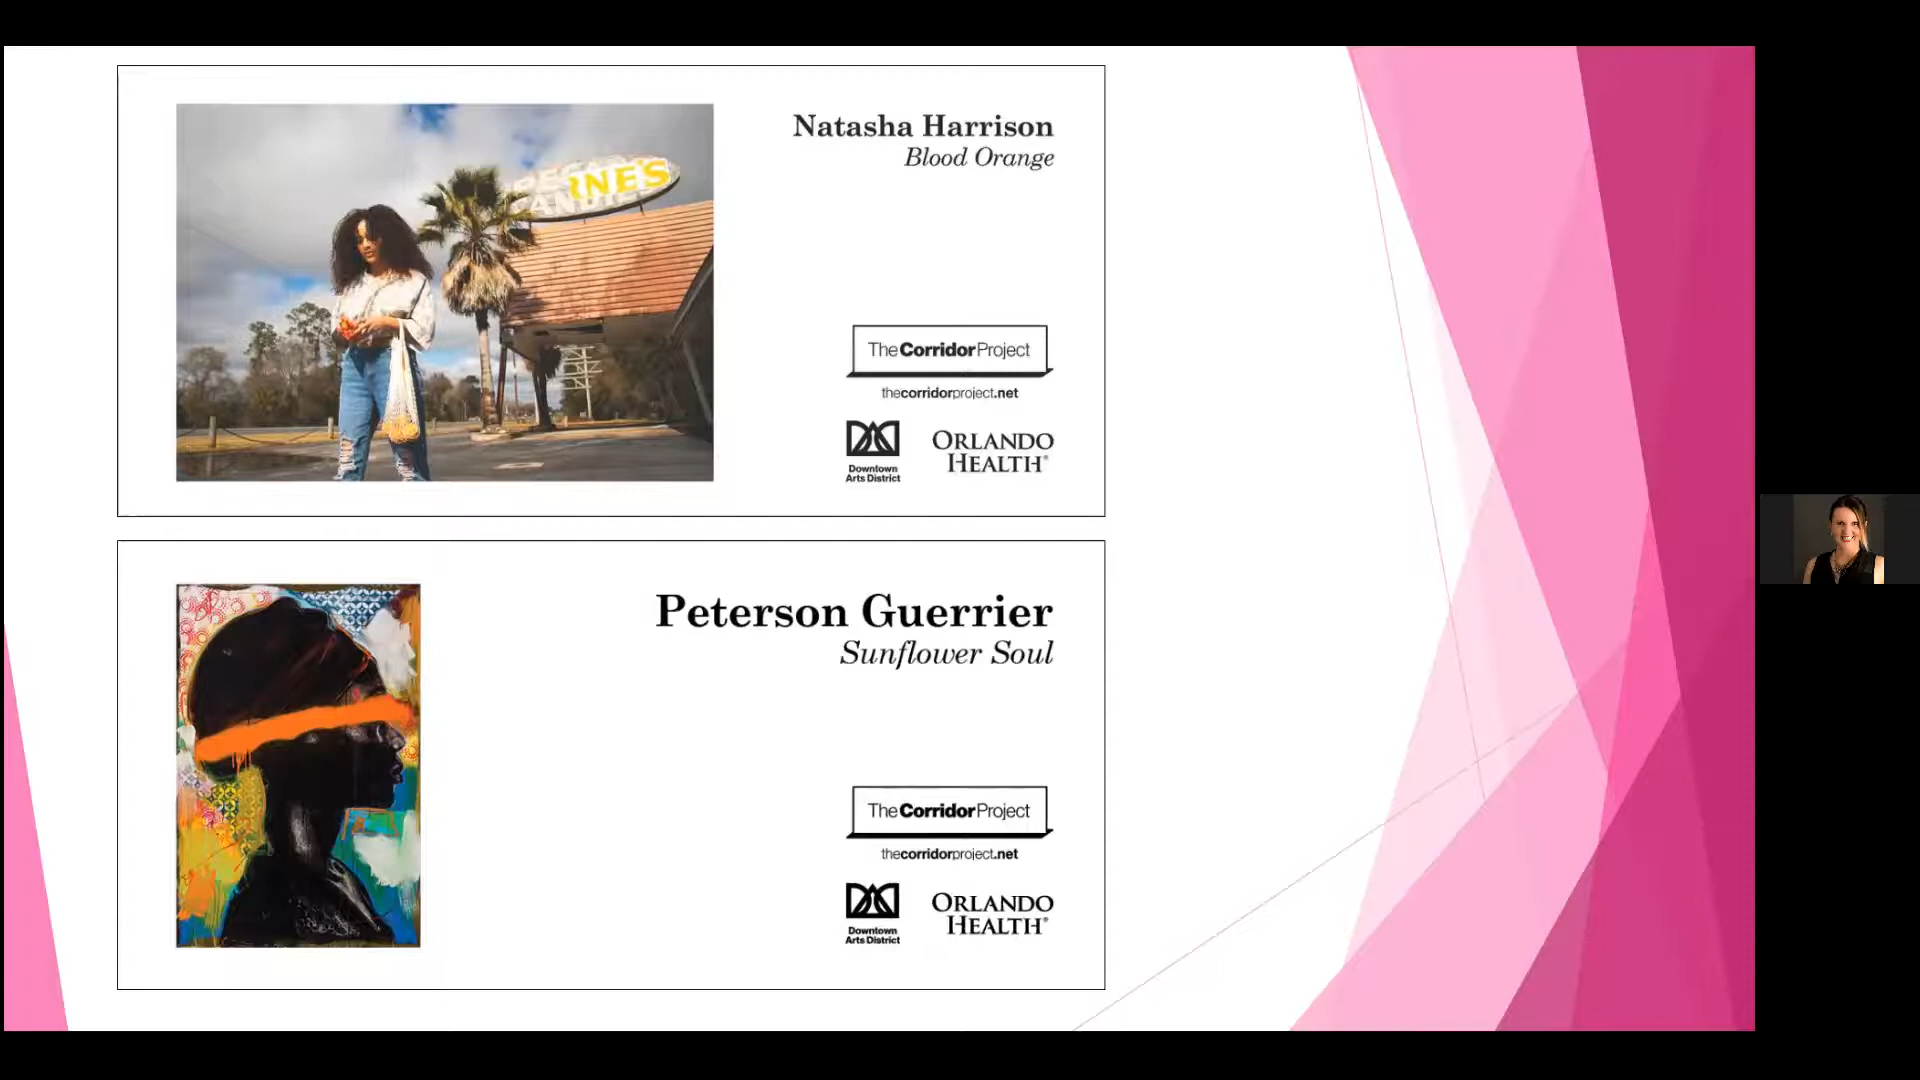 Natasha Harrison
Blood Orange
RNE'S
The Corridor Project
thecorridorproject.net
Downtown
Arts District
ORLANDO
HEALTH®
Peterson Guerrier
Sunflower Soul
The Corridor Project
thecorridorproject.net
Downtown
Arts District
ORLANDO
HEALTH®